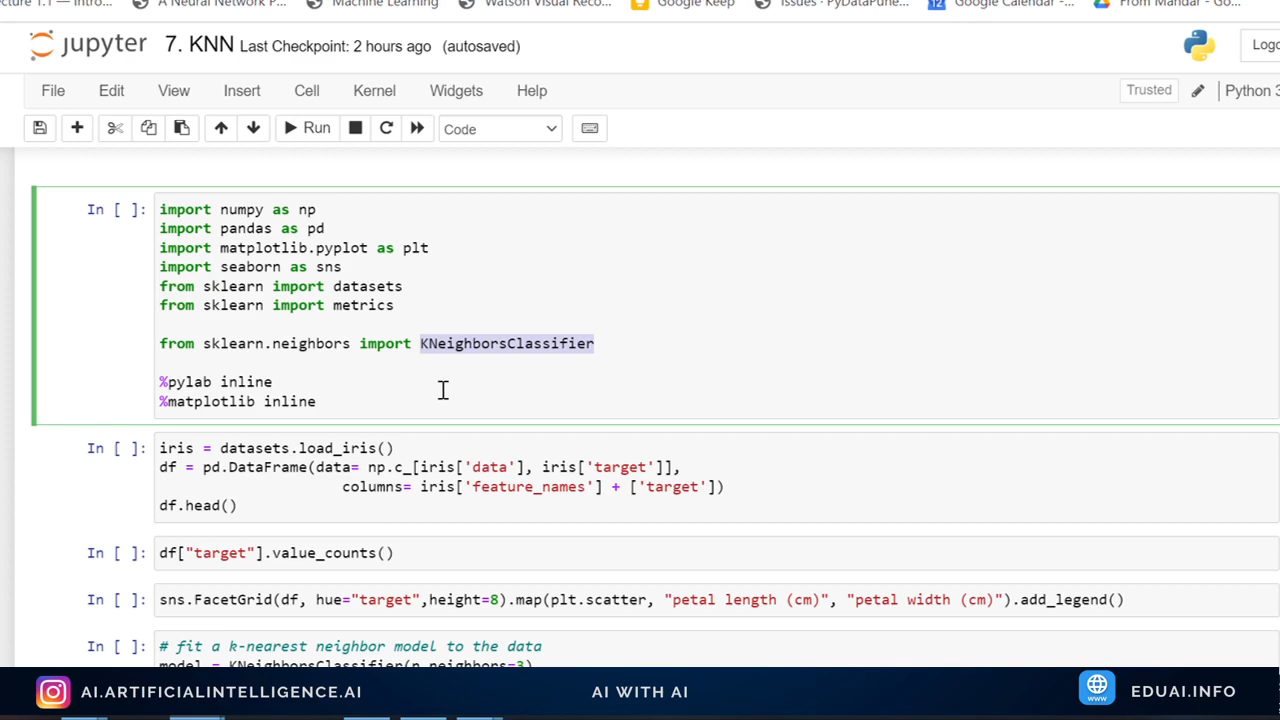 A Neural Network P...
Machine Learning
Watson Visual Reco...
Google Keep
Issues · PyDataPune...
Google Calendar -...
From Mandar - Go...
jupyter 7. KNN Last Checkpoint: 2 hours ago (autosaved)
File Edit View Insert Cell Kernel Widgets Help Trusted Python 3
Run Code
In [ ]: import numpy as np
import pandas as pd
import matplotlib.pyplot as plt
import seaborn as sns
from sklearn import datasets
from sklearn import metrics
from sklearn.neighbors import KNeighborsClassifier
%pylab inline
%matplotlib inline
In [ ]: iris = datasets.load_iris()
df = pd.DataFrame(data= np.c_[iris['data'], iris['target']],
columns= iris['feature_names'] + ['target'])
df.head()
In [ ]: df["target"].value_counts()
In [ ]: sns.FacetGrid(df, hue="target",height=8).map(plt.scatter, "petal length (cm)", "petal width (cm)").add_legend()
In [ ]: # fit a k-nearest neighbor model to the data
model = KNeighborsClassifier(n_neighbors=3)
AI.ARTIFICIALINTELLIGENCE.AI AI WITH AI EDUAI.INFO